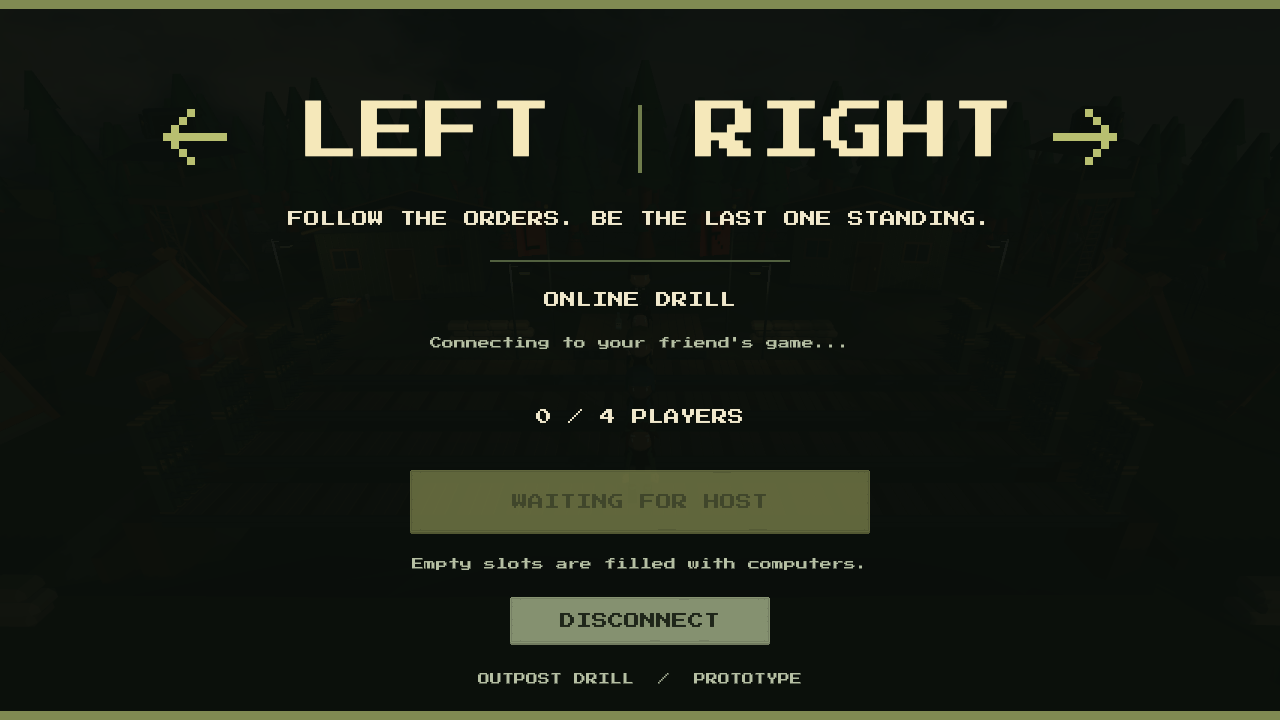 LEFT | RIGHT
FOLLOW THE ORDERS. BE THE LAST ONE STANDING.
ONLINE DRILL
Connecting to your friend's game...
0 / 4 PLAYERS
WAITING FOR HOST
Empty slots are filled with computers.
DISCONNECT
OUTPOST DRILL / PROTOTYPE